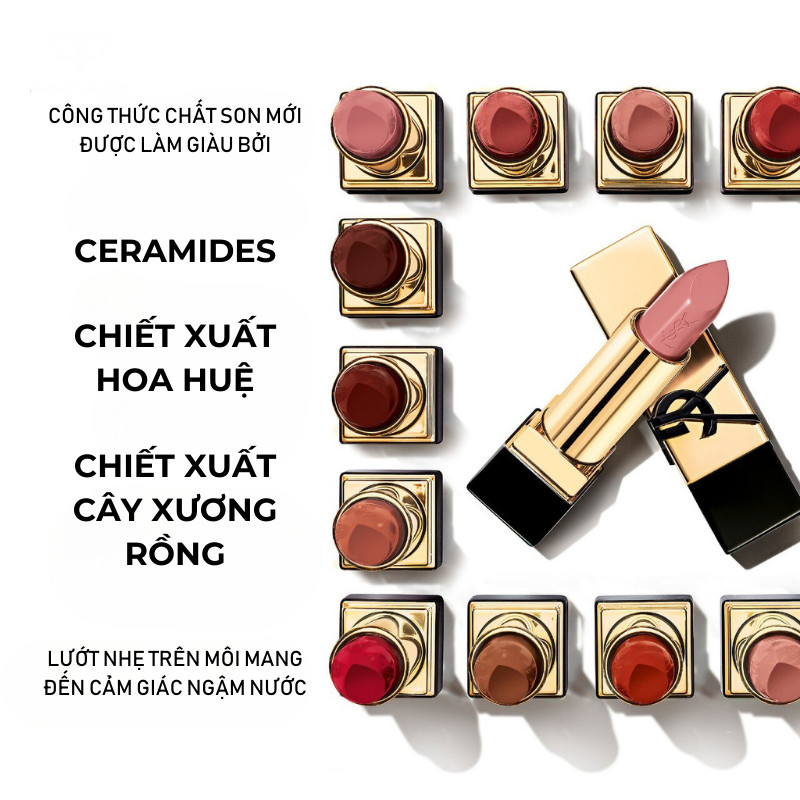 CÔNG THỨC CHẤT SON MỚI
ĐƯỢC LÀM GIÀU BỞI
CERAMIDES
CHIẾT XUẤT
HOA HUỆ
CHIẾT XUẤT
CÂY XƯƠNG
RỒNG
LƯỚT NHẸ TRÊN MÔI MANG
ĐẾN CẢM GIÁC NGẬM NƯỚC